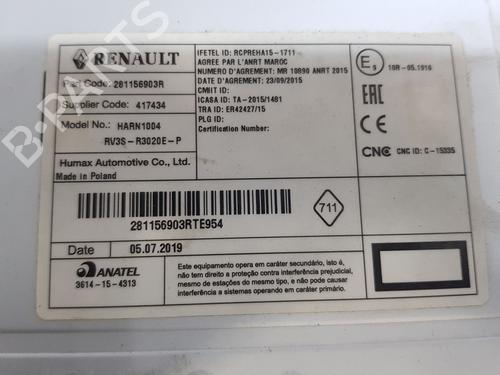 RENAULT
Part Code: 281156903R
Supplier Code: 417434
Model No.: HARN1004
RV3S-R3020E-P
Humax Automotive Co., Ltd.
Made in Poland
IFETEL ID: RCPREHA15-1711
AGREE PAR L'ANRT MAROC
NUMERO D'AGREMENT: MR 10890 ANRT 2015
DATE D'AGREMENT: 23/09/2015
CMIIT ID:
ICASA ID: TA-2015/1481
TRA ID: ER42427/15
PLG ID:
Certification Number:
E9 10R-05.1916
EAC
CE
CNC CNC ID: C-15335
281156903RTE954
711
Date 05.07.2019
ANATEL
3614-15-4313
Este equipamento opera em caráter secundário, isto é, não
tem direito a proteção contra interferência prejudicial,
mesmo de estações do mesmo tipo, e não pode causar
interferência a sistemas operando em caráter primário.
B-PARTS